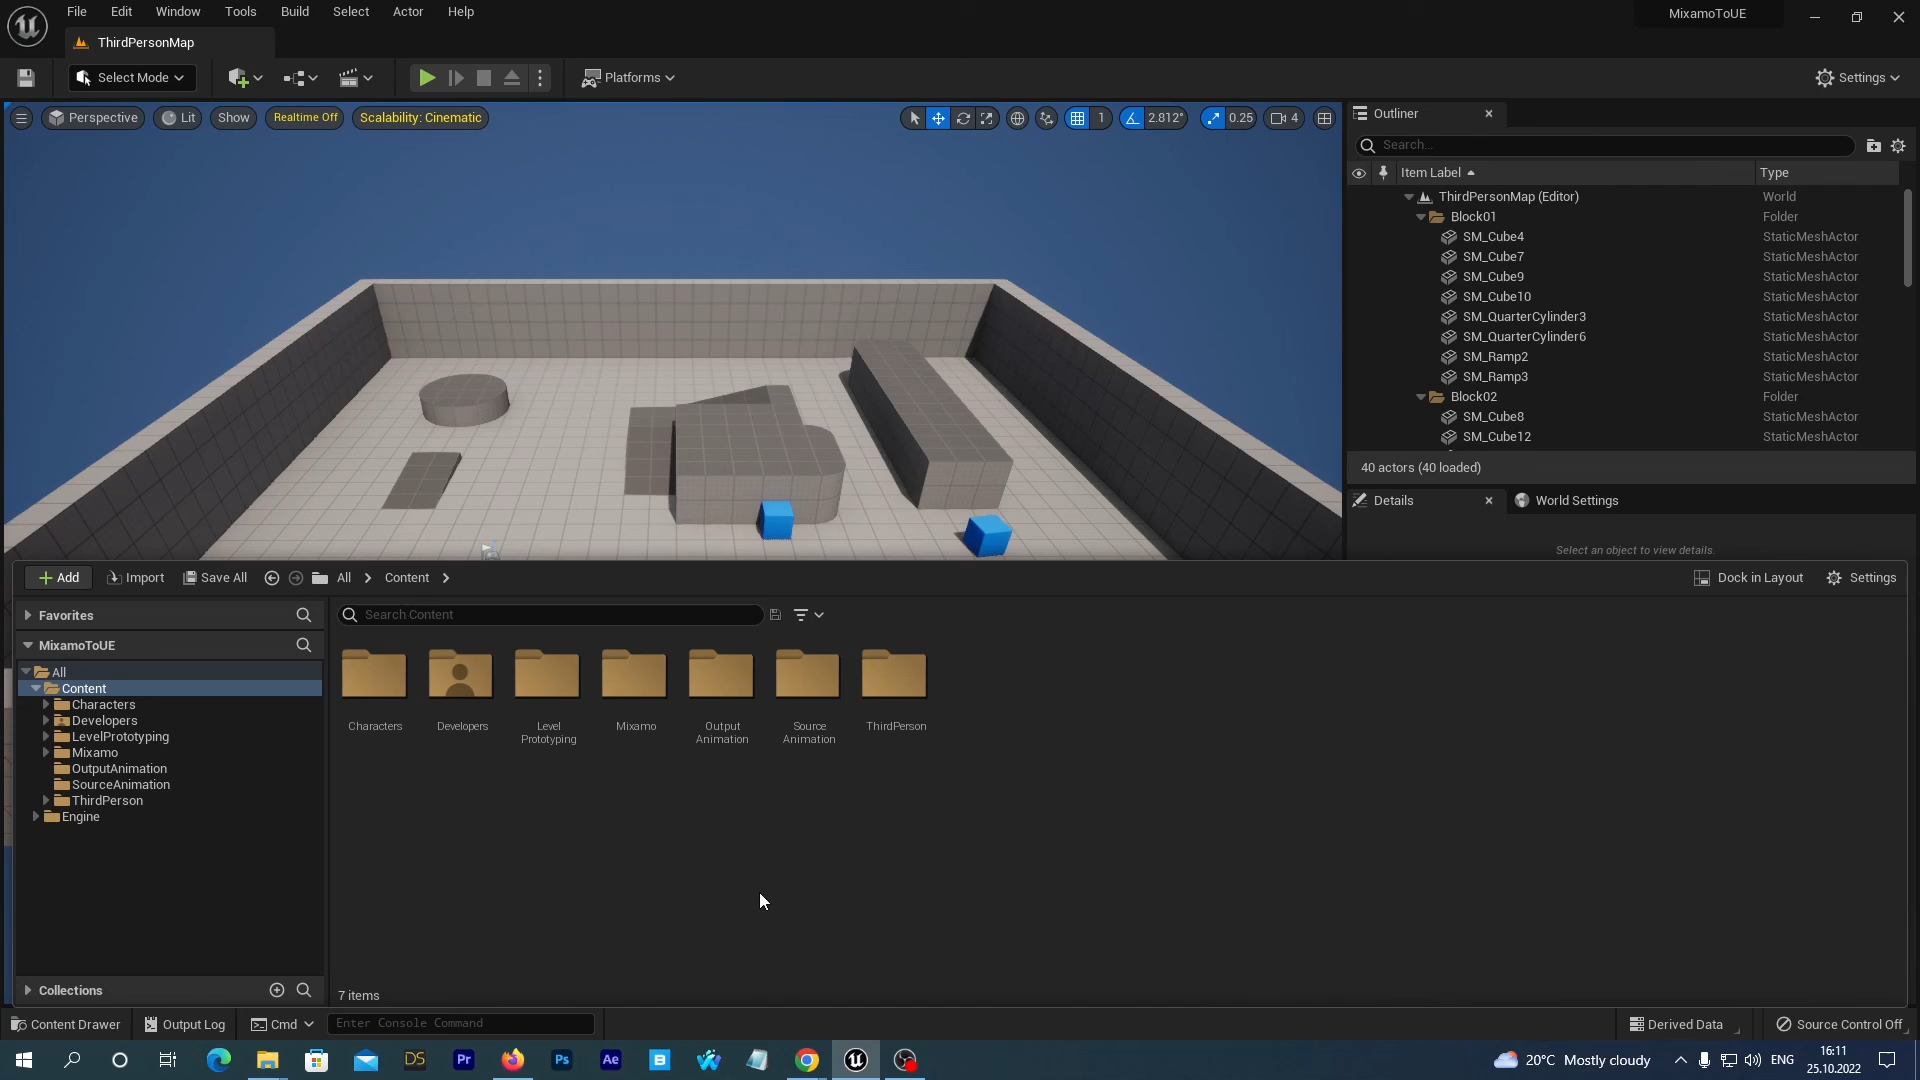 File Edit Window Tools Build Select Actor Help
MixamoToUE
ThirdPersonMap
Select Mode
Platforms
Settings
Perspective Lit Show Realtime Off Scalability: Cinematic
1 2.812° 0.25 4
Outliner
Search...
Item Label Type
ThirdPersonMap (Editor) World
Block01 Folder
SM_Cube4 StaticMeshActor
SM_Cube7 StaticMeshActor
SM_Cube9 StaticMeshActor
SM_Cube10 StaticMeshActor
SM_QuarterCylinder3 StaticMeshActor
SM_QuarterCylinder6 StaticMeshActor
SM_Ramp2 StaticMeshActor
SM_Ramp3 StaticMeshActor
Block02 Folder
SM_Cube8 StaticMeshActor
SM_Cube12 StaticMeshActor
40 actors (40 loaded)
Details World Settings
Select an object to view details.
Add Import Save All All Content
Dock in Layout Settings
Favorites
Search Content
MixamoToUE
All
Content
Characters
Developers
LevelPrototyping
Mixamo
OutputAnimation
SourceAnimation
ThirdPerson
Engine
Characters
Developers
Level
Prototyping
Mixamo
Output
Animation
Source
Animation
ThirdPerson
Collections
7 items
Content Drawer Output Log Cmd Enter Console Command
Derived Data Source Control Off
DS Pr Ps Ae
20°C Mostly cloudy
ENG
16:11
25.10.2022